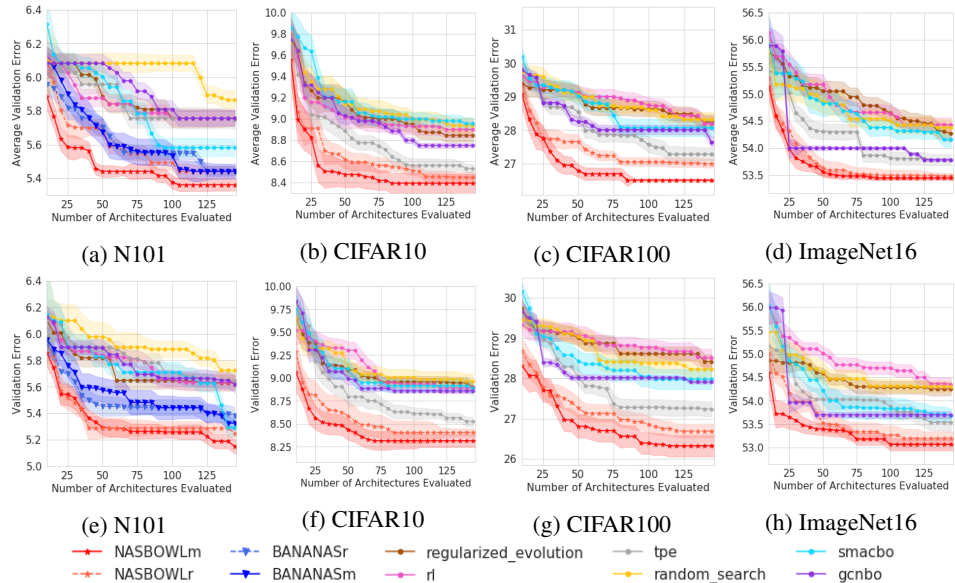 6.4
6.2
6.0
5.8
5.6
5.4
Average Validation Error
25 50 75 100 125
Number of Architectures Evaluated
(a) N101
10.0
9.8
9.6
9.4
9.2
9.0
8.8
8.6
8.4
Average Validation Error
25 50 75 100 125
Number of Architectures Evaluated
(b) CIFAR10
30
29
28
27
Average Validation Error
25 50 75 100 125
Number of Architectures Evaluated
(c) CIFAR100
56.5
56.0
55.5
55.0
54.5
54.0
53.5
Average Validation Error
25 50 75 100 125
Number of Architectures Evaluated
(d) ImageNet16
6.4
6.2
6.0
5.8
5.6
5.4
5.2
5.0
Validation Error
25 50 75 100 125
Number of Architectures Evaluated
(e) N101
10.00
9.75
9.50
9.25
9.00
8.75
8.50
8.25
Validation Error
25 50 75 100 125
Number of Architectures Evaluated
(f) CIFAR10
30
29
28
27
26
Validation Error
25 50 75 100 125
Number of Architectures Evaluated
(g) CIFAR100
56.5
56.0
55.5
55.0
54.5
54.0
53.5
53.0
Validation Error
25 50 75 100 125
Number of Architectures Evaluated
(h) ImageNet16
NASBOWLm BANANASr regularized_evolution tpe smacbo
NASBOWLr BANANASm rl random_search gcnbo